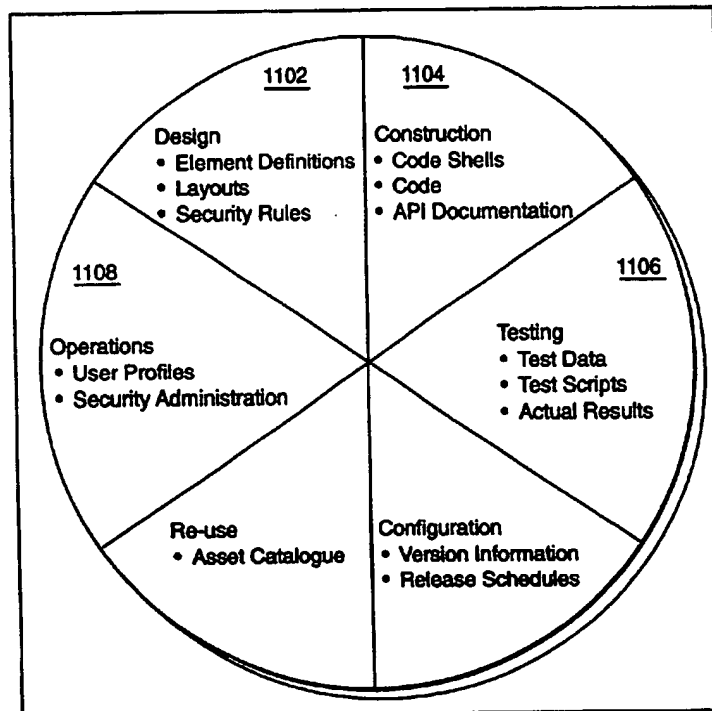 1102
Design
• Element Definitions
• Layouts
• Security Rules
1104
Construction
• Code Shells
• Code
• API Documentation
1106
Testing
• Test Data
• Test Scripts
• Actual Results
Configuration
• Version Information
• Release Schedules
Re-use
• Asset Catalogue
1108
Operations
• User Profiles
• Security Administration